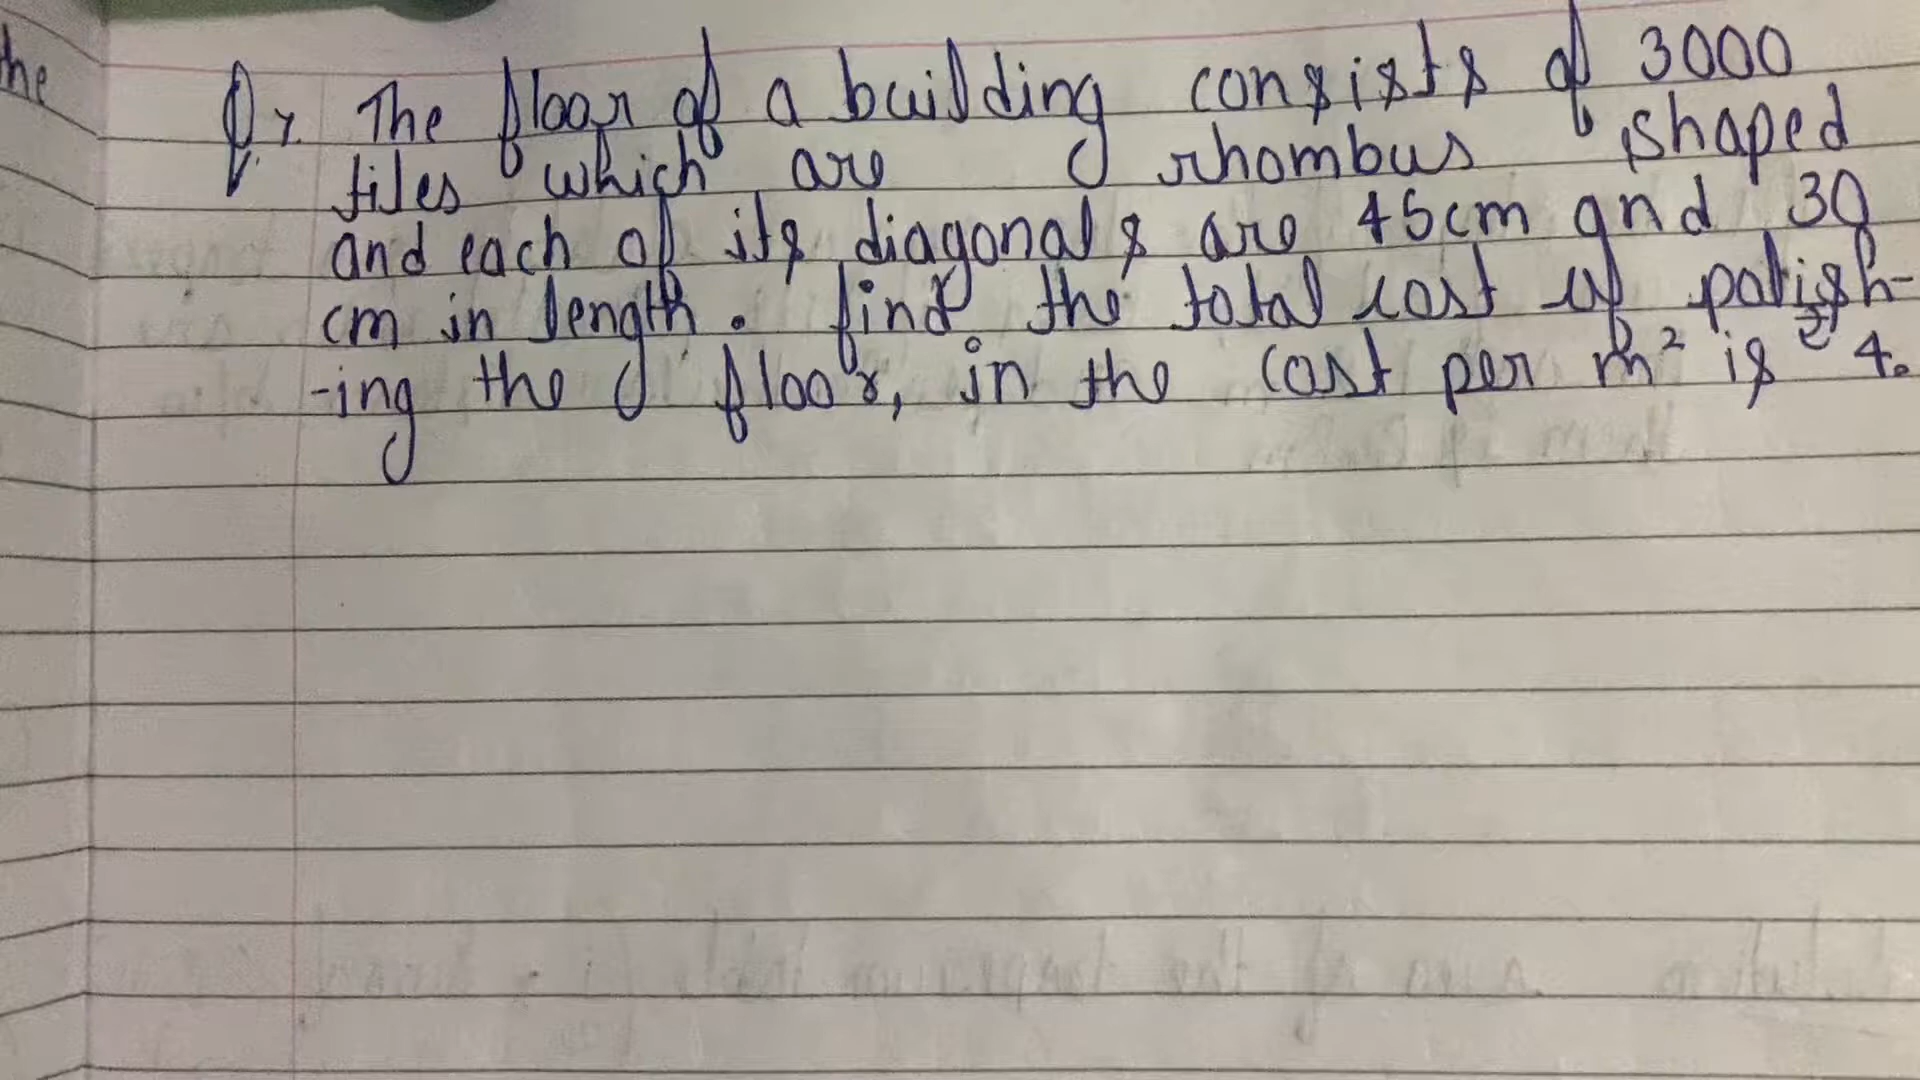 he
Q. The floor of a building consists of 3000
tiles which are rhombus shaped
and each of its diagonals are 45cm and 30
cm in length. find the total cost of polish-
-ing the floor, in the cost per m² is ₹ 4.